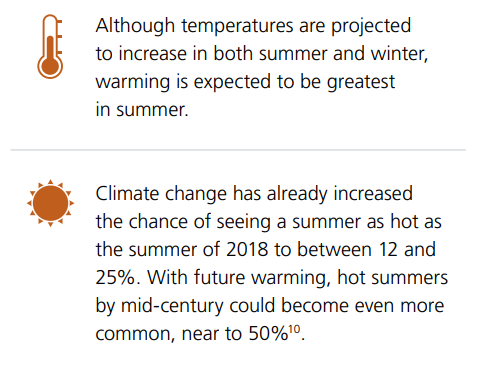 Although temperatures are projected
to increase in both summer and winter,
warming is expected to be greatest
in summer.
Climate change has already increased
the chance of seeing a summer as hot as
the summer of 2018 to between 12 and
25%. With future warming, hot summers
by mid-century could become even more
common, near to 50%¹⁰.